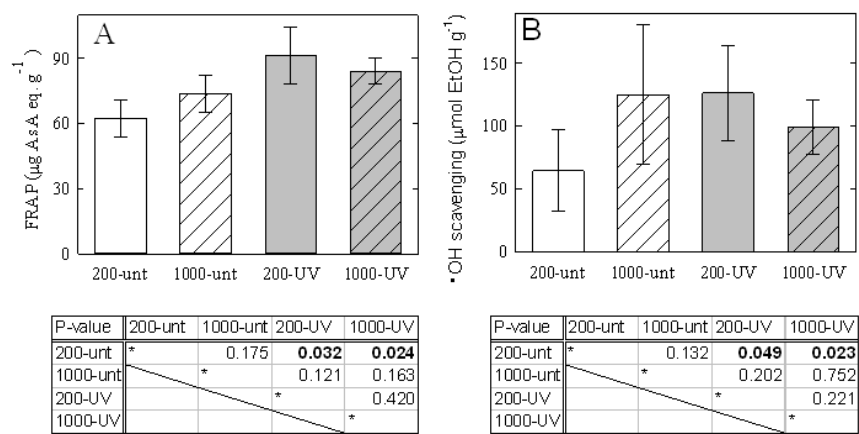 A
FRAP (µg AsA eq. g⁻¹)
90
60
30
0
200-unt 1000-unt 200-UV 1000-UV
B
•OH scavenging (µmol EtOH g⁻¹)
150
100
50
0
200-unt 1000-unt 200-UV 1000-UV
P-value 200-unt 1000-unt 200-UV 1000-UV
200-unt * 0.175 0.032 0.024
1000-unt * 0.121 0.163
200-UV * 0.420
1000-UV *
P-value 200-unt 1000-unt 200-UV 1000-UV
200-unt * 0.132 0.049 0.023
1000-unt * 0.202 0.752
200-UV * 0.221
1000-UV *